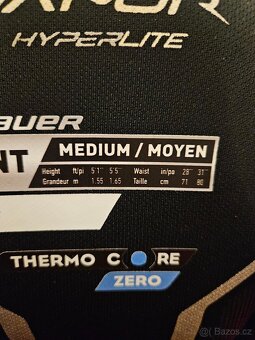 VAPOR
HYPERLITE
BAUER
NT MEDIUM / MOYEN
Height ft/pi 5'1" 5'5" Waist in/po 28" 31"
Grandeur m 1.55 1.65 Taille cm 71 80
THERMO CORE
ZERO
Bazos.cz